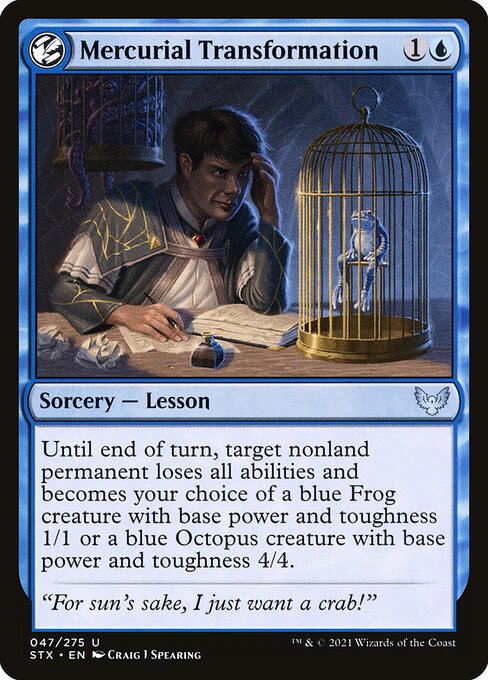 Mercurial Transformation 1
Sorcery — Lesson
Until end of turn, target nonland
permanent loses all abilities and
becomes your choice of a blue Frog
creature with base power and toughness
1/1 or a blue Octopus creature with base
power and toughness 4/4.
“For sun’s sake, I just want a crab!”
047/275 U
STX • EN Craig J Spearing
™ & © 2021 Wizards of the Coast